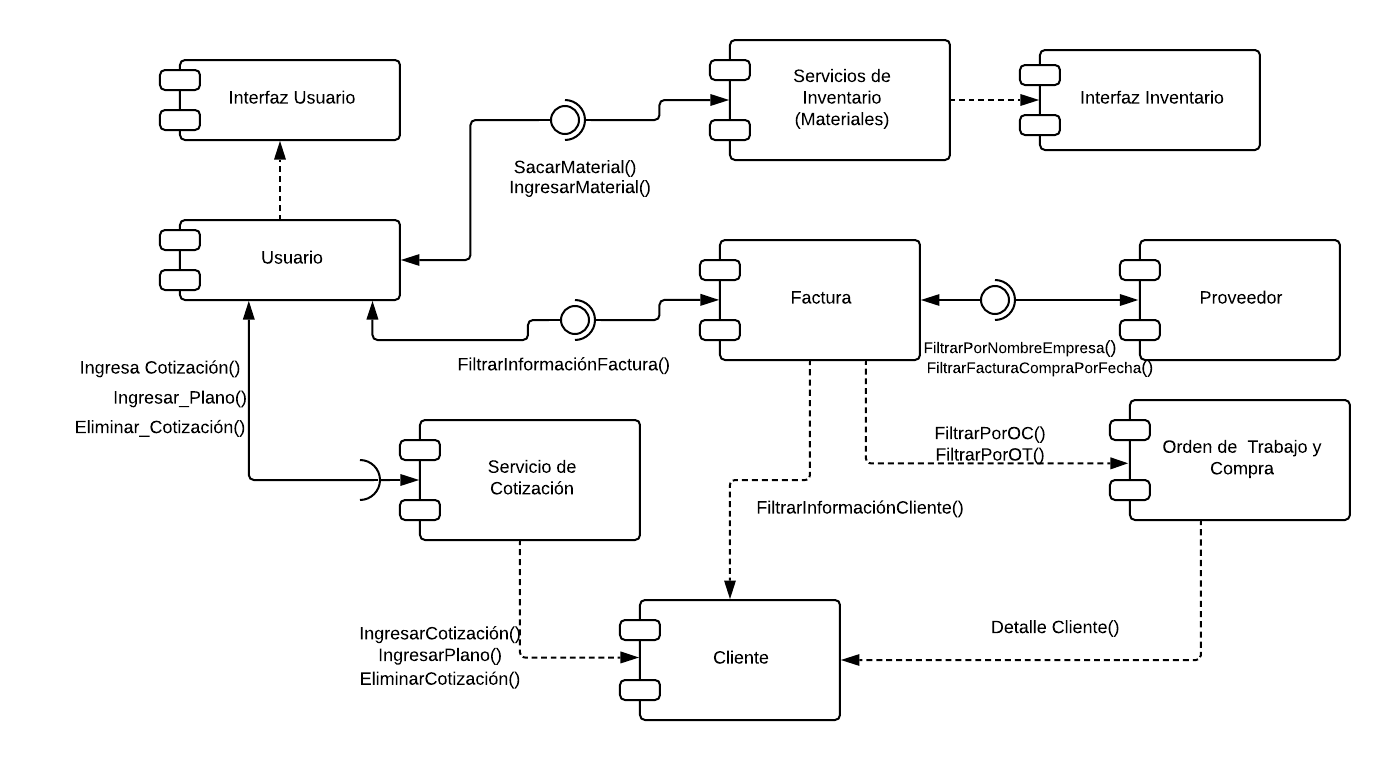 Servicios de
Inventario
(Materiales)
Interfaz Usuario
Interfaz Inventario
SacarMaterial()
IngresarMaterial()
Usuario
Factura
Proveedor
FiltrarPorNombreEmpresa()
FiltrarFacturaCompraPorFecha()
FiltrarInformaciónFactura()
Ingresa Cotización()
Ingresar_Plano()
Eliminar_Cotización()
FiltrarPorOC()
FiltrarPorOT()
Orden de  Trabajo y
Compra
Servicio de
Cotización
FiltrarInformaciónCliente()
IngresarCotización()
IngresarPlano()
EliminarCotización()
Cliente
Detalle Cliente()